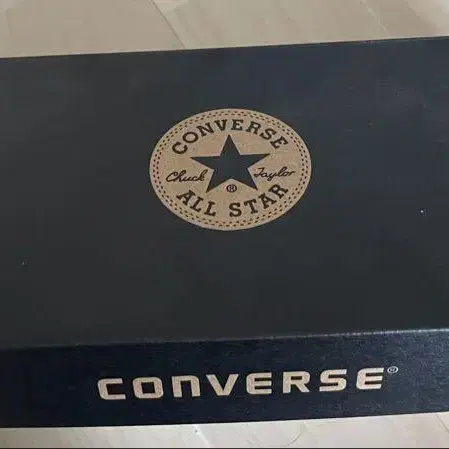 CONVERSE
Chuck Taylor
®
ALL STAR
CONVERSE®